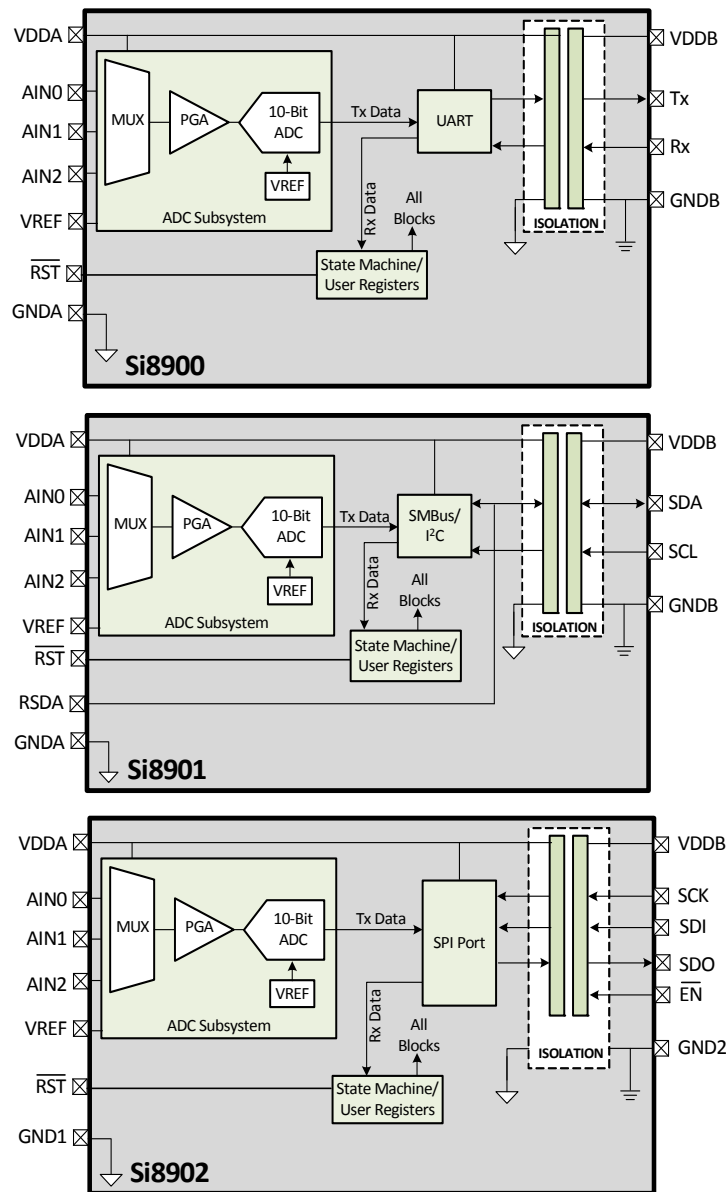 VDDA
VDDB
AIN0
AIN1
AIN2
VREF
RST
GNDA
MUX
PGA
10-Bit
ADC
VREF
ADC Subsystem
Tx Data
UART
Rx Data
All
Blocks
State Machine/
User Registers
ISOLATION
Tx
Rx
GNDB
Si8900
VDDA
VDDB
AIN0
AIN1
AIN2
VREF
RST
RSDA
GNDA
MUX
PGA
10-Bit
ADC
VREF
ADC Subsystem
Tx Data
SMBus/
I²C
Rx Data
All
Blocks
State Machine/
User Registers
ISOLATION
SDA
SCL
GNDB
Si8901
VDDA
VDDB
AIN0
AIN1
AIN2
VREF
RST
GND1
MUX
PGA
10-Bit
ADC
VREF
ADC Subsystem
Tx Data
SPI Port
Rx Data
All
Blocks
State Machine/
User Registers
ISOLATION
SCK
SDI
SDO
EN
GND2
Si8902